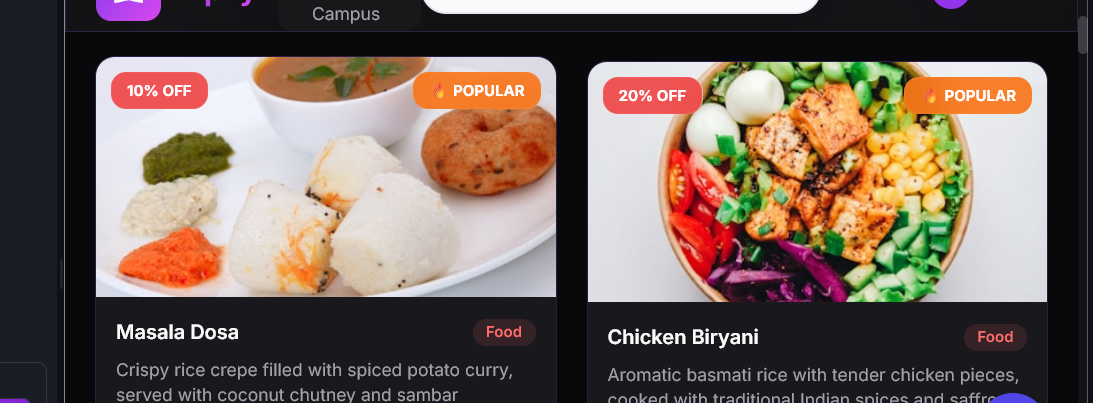 Campus
10% OFF
🔥 POPULAR
20% OFF
🔥 POPULAR
Masala Dosa
Food
Crispy rice crepe filled with spiced potato curry,
served with coconut chutney and sambar
Chicken Biryani
Food
Aromatic basmati rice with tender chicken pieces,
cooked with traditional Indian spices and